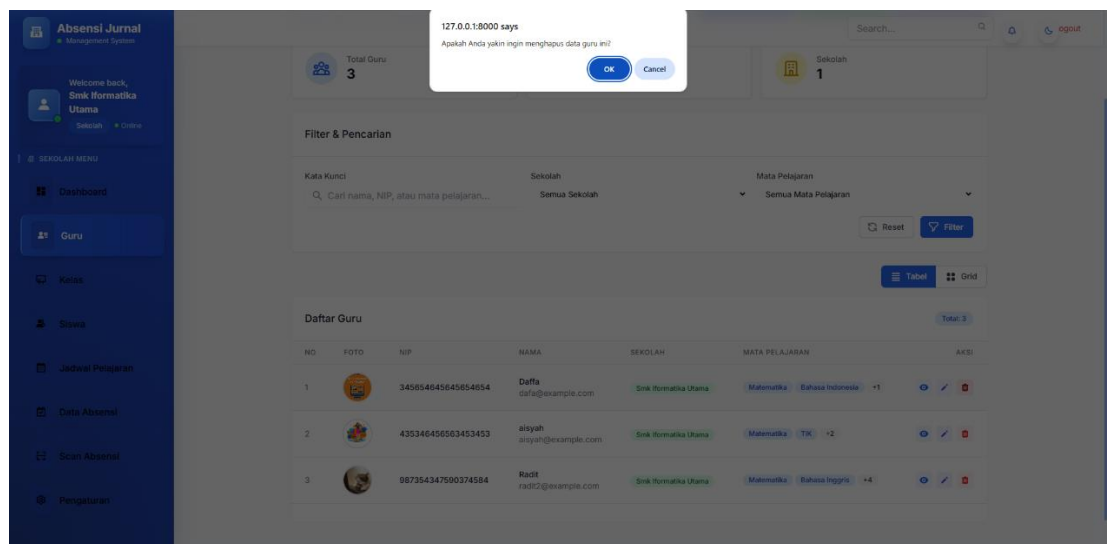 Absensi Jurnal
Management System
Welcome back,
Smk Iformatika
Utama
Sekolah
Online
SEKOLAH MENU
Dashboard
Guru
Kelas
Siswa
Jadwal Pelajaran
Data Absensi
Scan Absensi
Pengaturan
127.0.0.1:8000 says
Apakah Anda yakin ingin menghapus data guru ini?
OK Cancel
Search...
ogout
Total Guru
3
Sekolah
1
Filter & Pencarian
Kata Kunci Sekolah Mata Pelajaran
Cari nama, NIP, atau mata pelajaran... Semua Sekolah Semua Mata Pelajaran
Reset Filter
Tabel Grid
Daftar Guru Total: 3
NO FOTO NIP NAMA SEKOLAH MATA PELAJARAN AKSI
1 345654645645654654 Daffa Smk Iformatika Utama Matematika Bahasa Indonesia +1
dafa@example.com
2 435346456563453453 aisyah Smk Iformatika Utama Matematika TIK +2
aisyah@example.com
3 987354347590374584 Radit Smk Iformatika Utama Matematika Bahasa Inggris +4
radit2@example.com